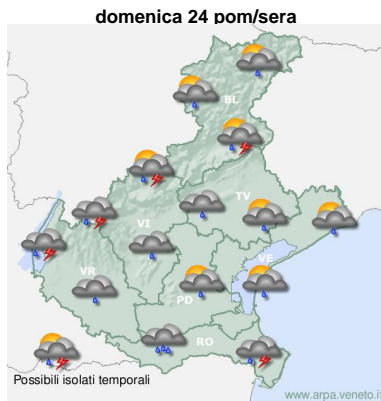 domenica 24 pom/sera
BL
TV
VI
VE
VR
PD
RO
Possibili isolati temporali
www.arpa.veneto.it